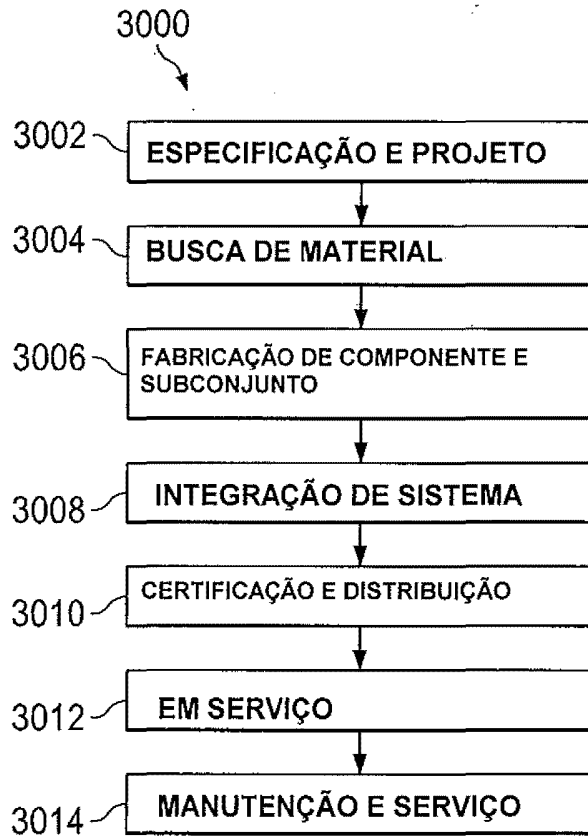 3000
3002
ESPECIFICAÇÃO E PROJETO
3004
BUSCA DE MATERIAL
3006
FABRICAÇÃO DE COMPONENTE E
SUBCONJUNTO
3008
INTEGRAÇÃO DE SISTEMA
3010
CERTIFICAÇÃO E DISTRIBUIÇÃO
3012
EM SERVIÇO
3014
MANUTENÇÃO E SERVIÇO